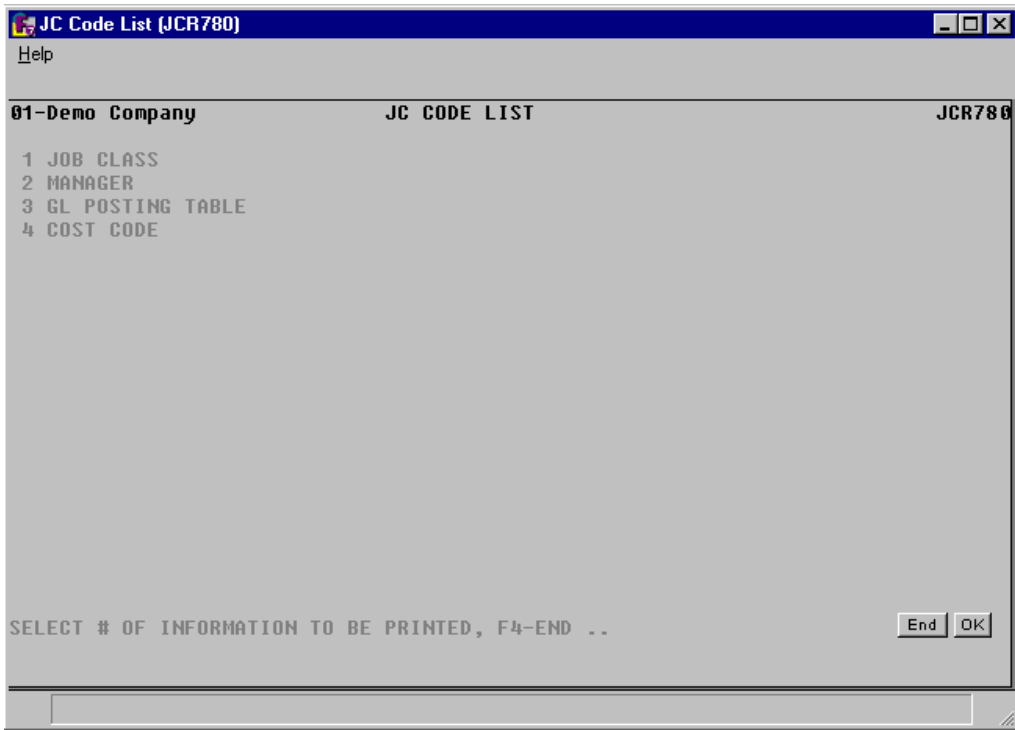 JC Code List (JCR780)
Help
01-Demo Company JC CODE LIST JCR780
1 JOB CLASS
2 MANAGER
3 GL POSTING TABLE
4 COST CODE
SELECT # OF INFORMATION TO BE PRINTED, F4-END .. End OK